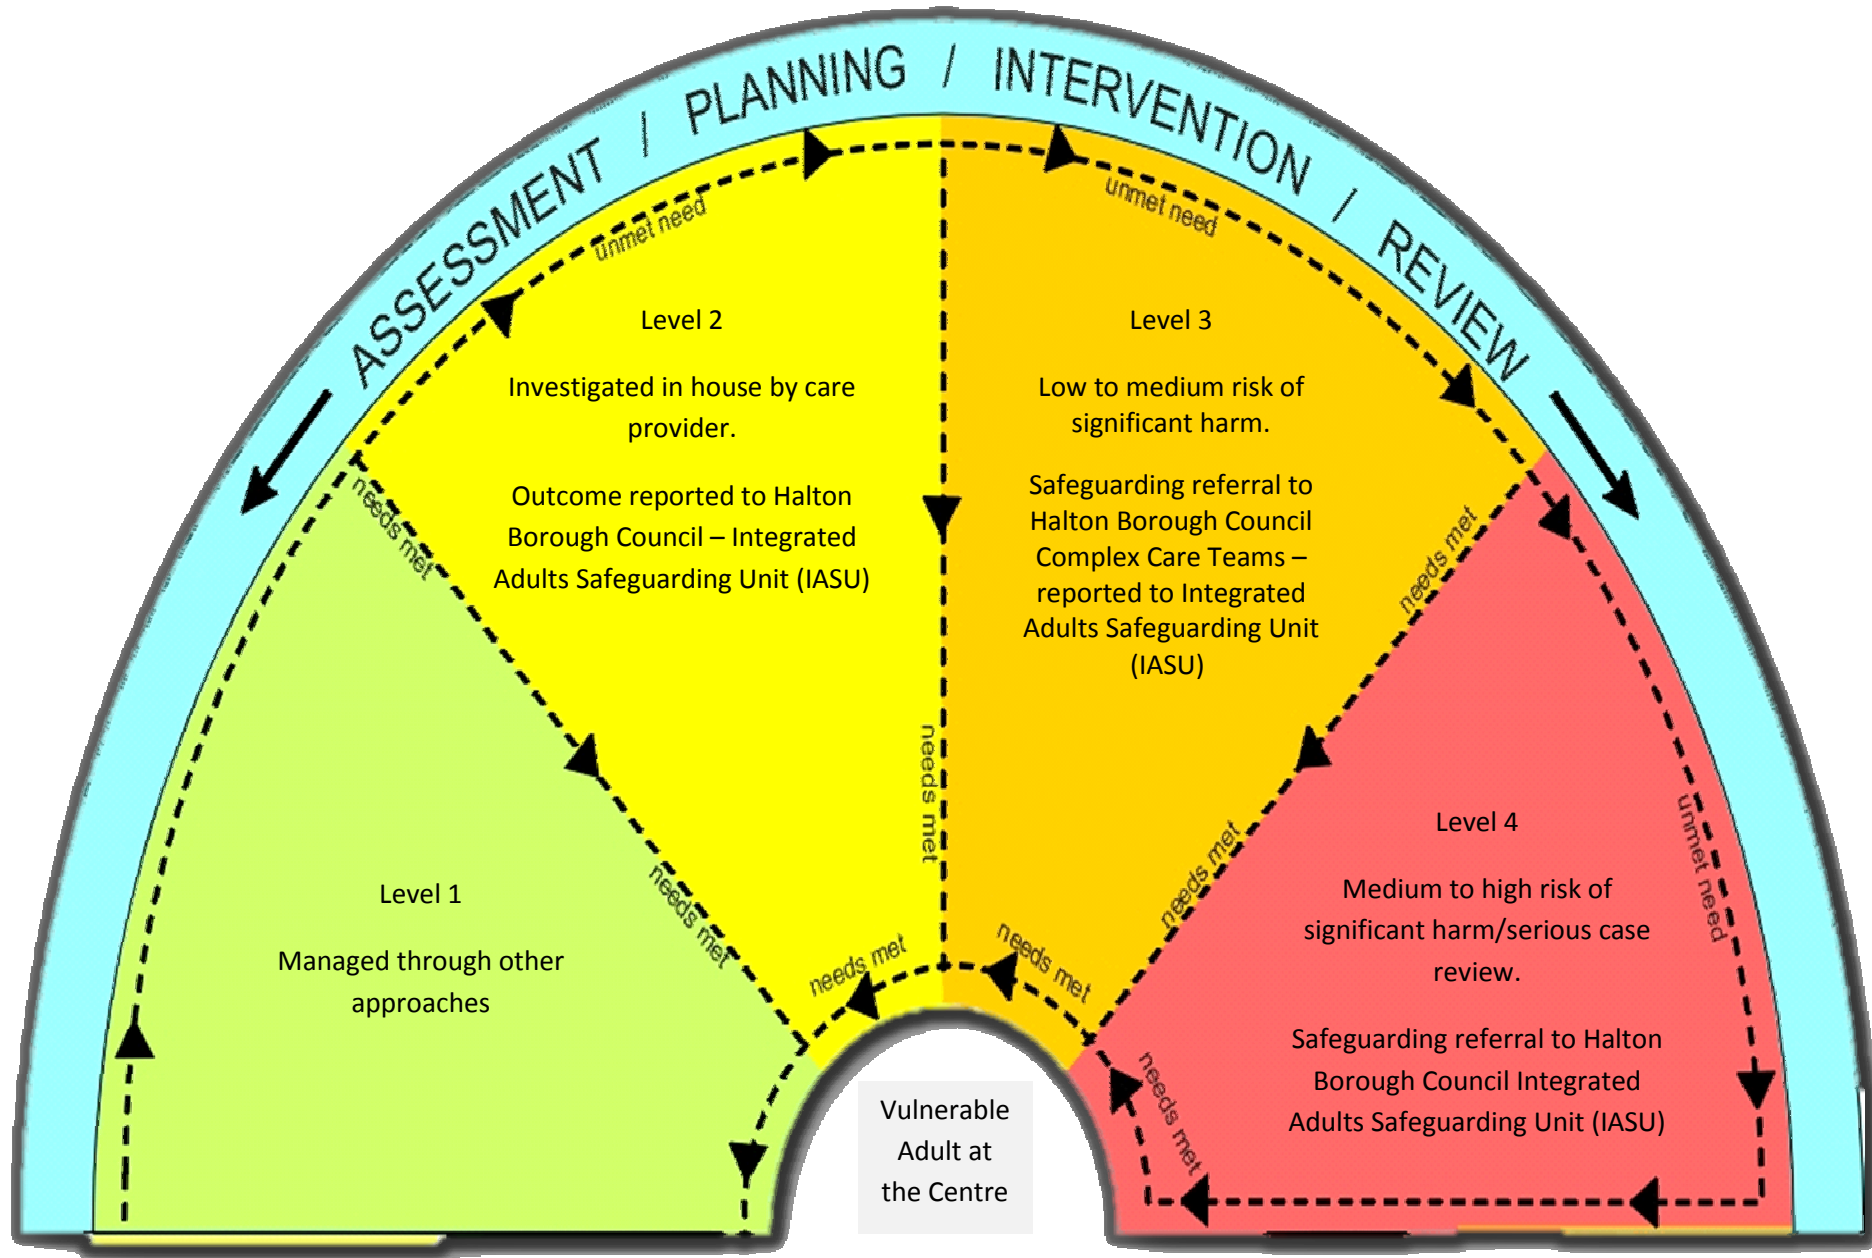 ASSESSMENT / PLANNING / INTERVENTION / REVIEW
unmet need
unmet need
Level 2
Investigated in house by care
provider.
Outcome reported to Halton
Borough Council – Integrated
Adults Safeguarding Unit (IASU)
Level 3
Low to medium risk of
significant harm.
Safeguarding referral to
Halton Borough Council
Complex Care Teams –
reported to Integrated
Adults Safeguarding Unit
(IASU)
needs met
needs met
needs met
Level 1
Managed through other
approaches
needs met
needs met
needs met
needs met
Level 4
Medium to high risk of
significant harm/serious case
review.
Safeguarding referral to Halton
Borough Council Integrated
Adults Safeguarding Unit (IASU)
unmet need
needs met
Vulnerable
Adult at
the Centre